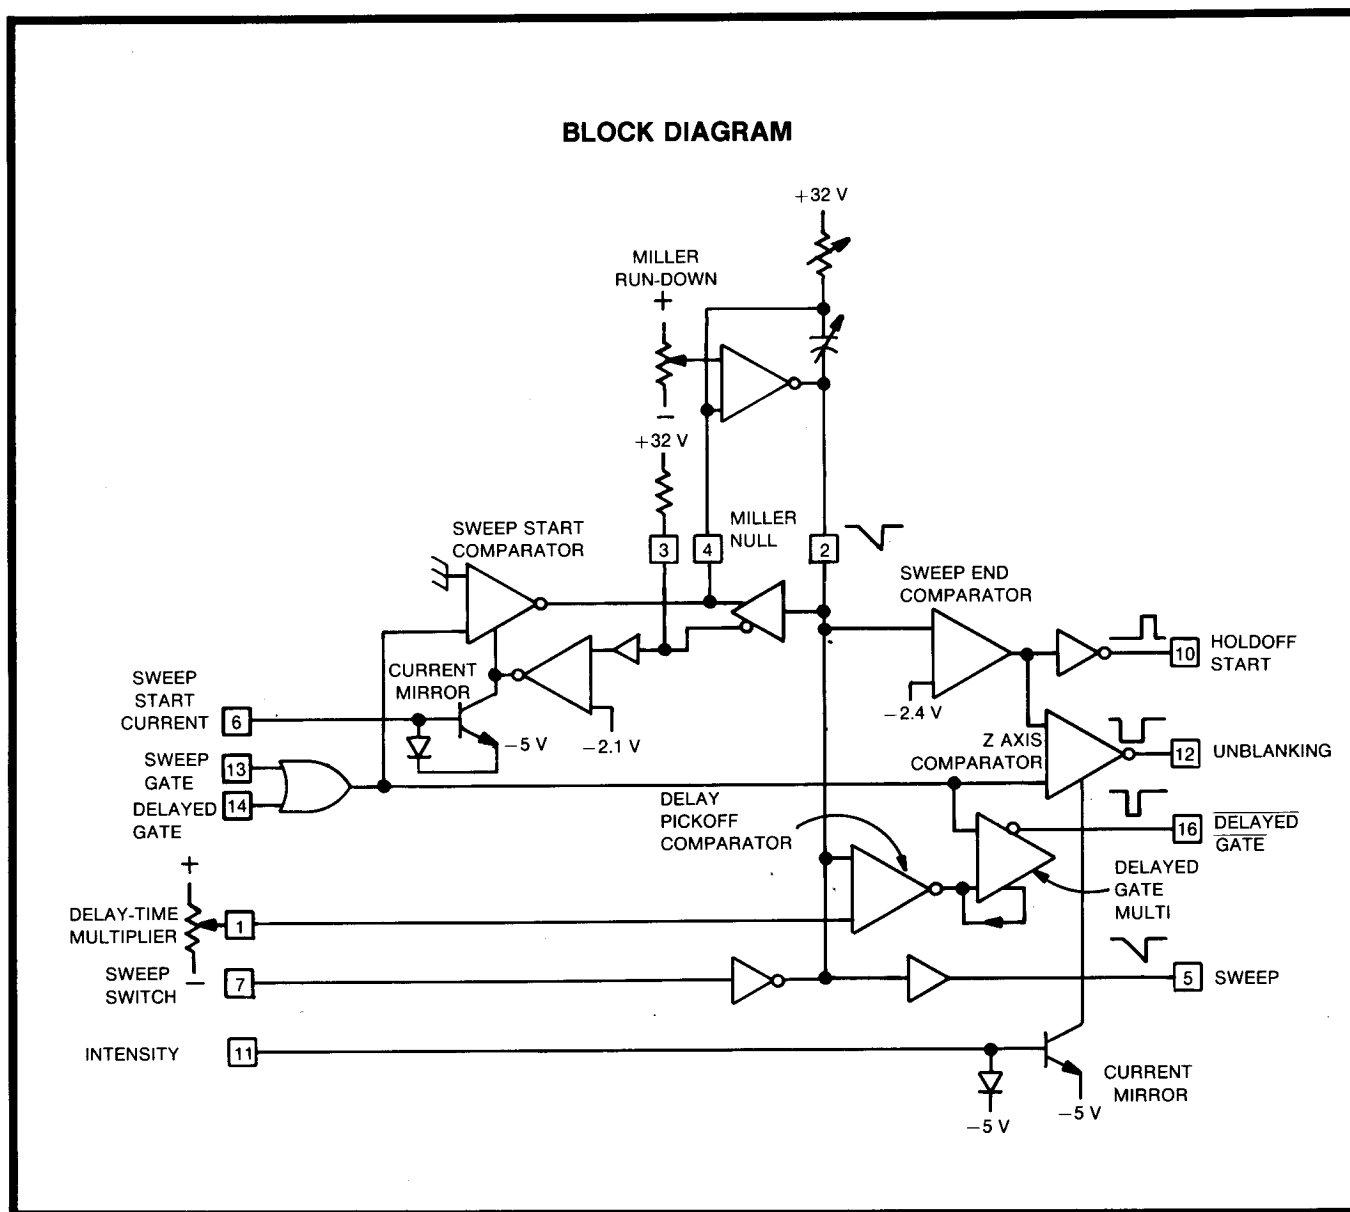 BLOCK DIAGRAM
+32 V
MILLER
RUN-DOWN
+
−
+32 V
SWEEP START
COMPARATOR
3
4
MILLER
NULL
2
SWEEP END
COMPARATOR
−2.4 V
10
HOLDOFF
START
SWEEP
START
CURRENT
6
CURRENT
MIRROR
−5 V
−2.1 V
Z AXIS
COMPARATOR
12
UNBLANKING
SWEEP
GATE
13
DELAYED
GATE
14
DELAY
PICKOFF
COMPARATOR
16
DELAYED
GATE
DELAYED
GATE
MULTI
+
DELAY-TIME
MULTIPLIER
1
−
SWEEP
SWITCH
7
5
SWEEP
INTENSITY
11
CURRENT
MIRROR
−5 V
−5 V